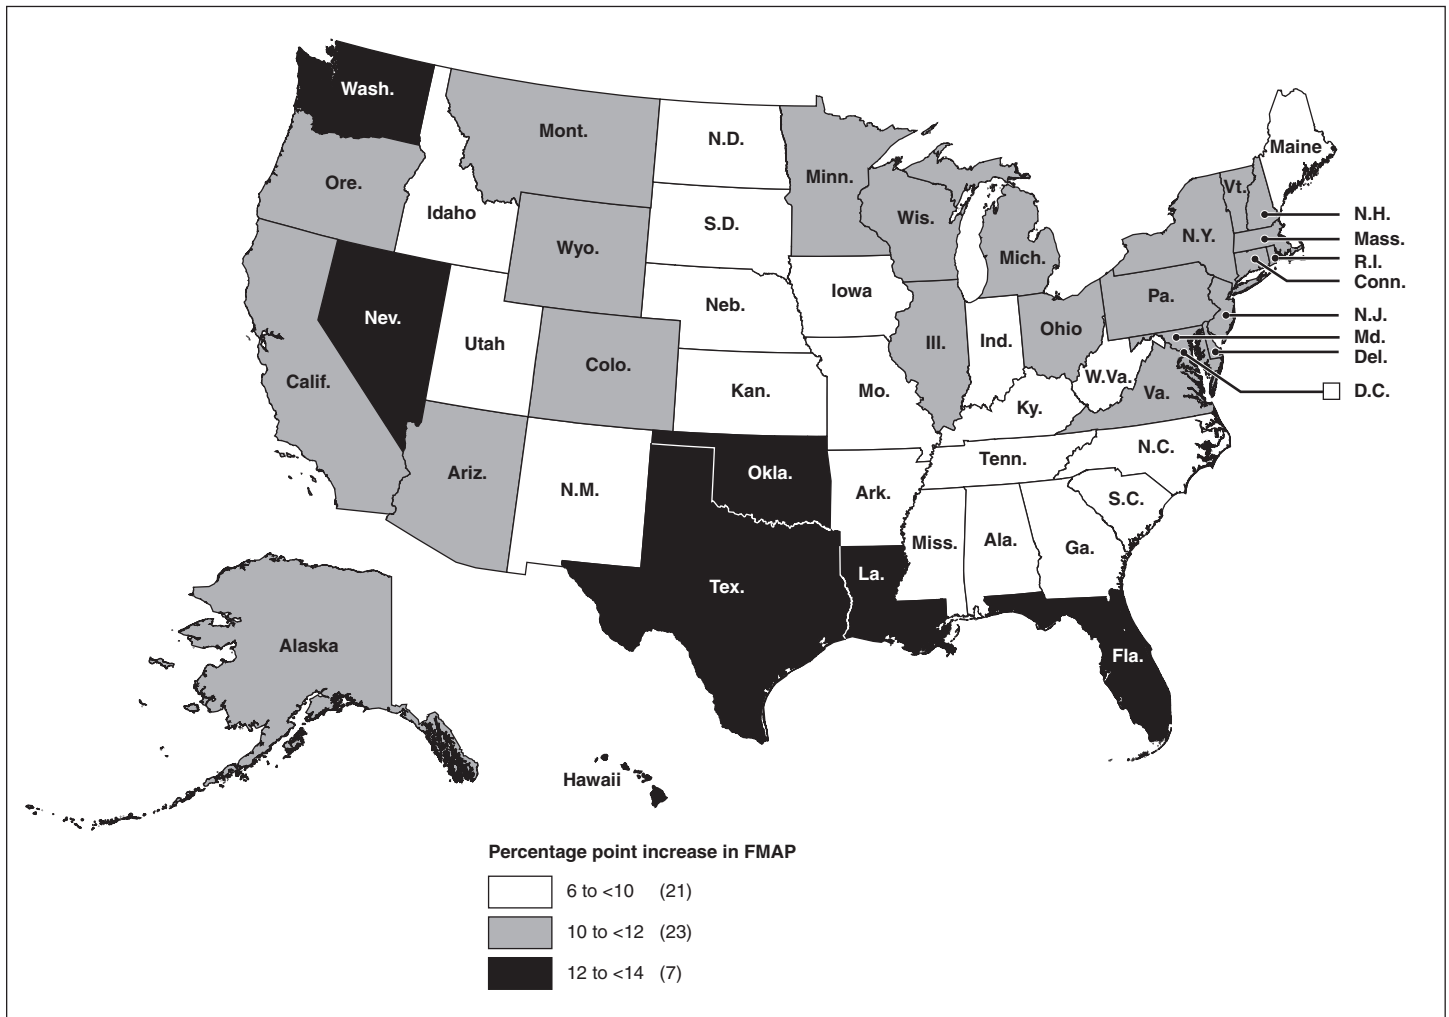 Wash.
Mont.
N.D.
Minn.
Maine
Ore.
Idaho
S.D.
Wis.
Mich.
Vt.
N.H.
N.Y.
Mass.
R.I.
Conn.
Wyo.
Neb.
Iowa
Pa.
N.J.
Md.
Del.
D.C.
Nev.
Utah
Colo.
Ill.
Ind.
Ohio
Calif.
Kan.
Mo.
W.Va.
Va.
Ky.
Ariz.
N.M.
Okla.
Tenn.
N.C.
Ark.
S.C.
Tex.
La.
Miss.
Ala.
Ga.
Fla.
Alaska
Hawaii
Percentage point increase in FMAP
6 to <10 (21)
10 to <12 (23)
12 to <14 (7)